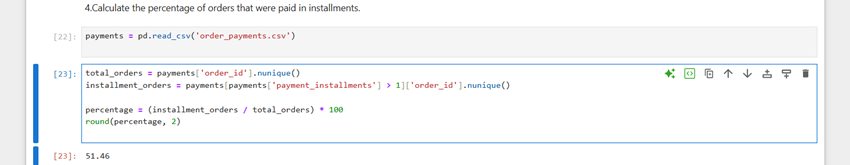 4.Calculate the percentage of orders that were paid in installments.
[22]: payments = pd.read_csv('order_payments.csv')
[23]: total_orders = payments['order_id'].nunique()
installment_orders = payments[payments['payment_installments'] > 1]['order_id'].nunique()
percentage = (installment_orders / total_orders) * 100
round(percentage, 2)
[23]: 51.46